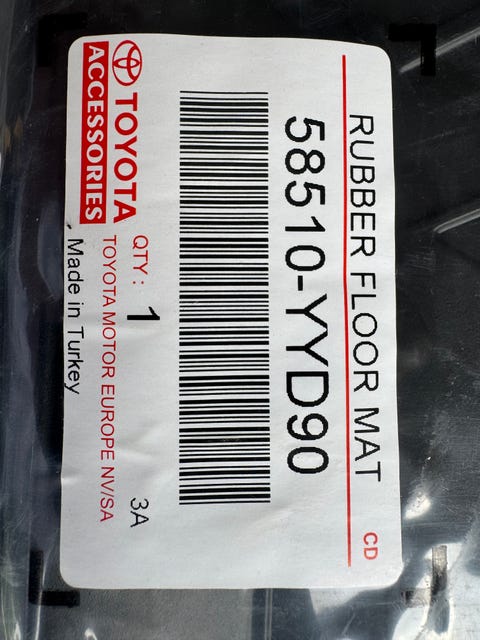 RUBBER FLOOR MAT
CD
58510-YYD90
TOYOTA
ACCESSORIES
QTY: 1
3A
TOYOTA MOTOR EUROPE NV/SA
Made in Turkey